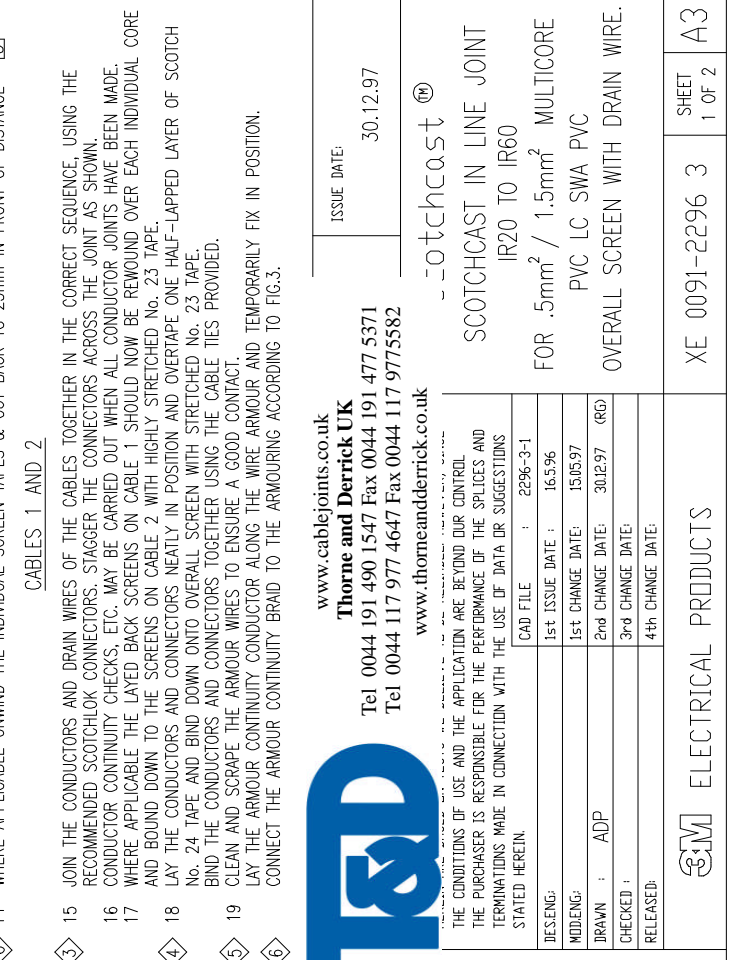 CABLES 1 AND 2
15 JOIN THE CONDUCTORS AND DRAIN WIRES OF THE CABLES TOGETHER IN THE CORRECT SEQUENCE, USING THE
RECOMMENDED SCOTCHLOK CONNECTORS, STAGGER THE CONNECTORS ACROSS THE JOINT AS SHOWN.
16 CONDUCTOR CONTINUITY CHECKS, ETC. MAY BE CARRIED OUT WHEN ALL CONDUCTOR JOINTS HAVE BEEN MADE.
17 WHERE APPLICABLE THE LAYED BACK SCREENS ON CABLE 1 SHOULD NOW BE REWOUND OVER EACH INDIVIDUAL CORE
AND BOUND DOWN TO THE SCREENS ON CABLE 2 WITH HIGHLY STRETCHED No. 23 TAPE.
4 18 LAY THE CONDUCTORS AND CONNECTORS NEATLY IN POSITION AND OVERTAPE ONE HALF-LAPPED LAYER OF SCOTCH
No. 24 TAPE AND BIND DOWN ONTO OVERALL SCREEN WITH STRETCHED No. 23 TAPE.
BIND THE CONDUCTORS AND CONNECTORS TOGETHER USING THE CABLE TIES PROVIDED.
5 19 CLEAN AND SCRAPE THE ARMOUR WIRES TO ENSURE A GOOD CONTACT.
LAY THE ARMOUR CONTINUITY CONDUCTOR ALONG THE WIRE ARMOUR AND TEMPORARILY FIX IN POSITION.
6 CONNECT THE ARMOUR CONTINUITY BRAID TO THE ARMOURING ACCORDING TO FIG.3.
T&D
www.cablejoints.co.uk
Thorne and Derrick UK
Tel 0044 191 490 1547 Fax 0044 191 477 5371
Tel 0044 117 977 4647 Fax 0044 117 9775582
www.thorneandderrick.co.uk
ISSUE DATE:
30.12.97
THE CONDITIONS OF USE AND THE APPLICATION ARE BEYOND OUR CONTROL
THE PURCHASER IS RESPONSIBLE FOR THE PERFORMANCE OF THE SPLICES AND
TERMINATIONS MADE IN CONNECTION WITH THE USE OF DATA OR SUGGESTIONS
STATED HEREIN.
CAD FILE : 2296-3-1
DES.ENG.: 1st ISSUE DATE : 16.5.96
MOD.ENG.: 1st CHANGE DATE: 15.05.97
DRAWN : ADP 2nd CHANGE DATE: 30.12.97 (RG)
CHECKED : 3rd CHANGE DATE:
RELEASED: 4th CHANGE DATE:
otchcast TM
SCOTCHCAST IN LINE JOINT
IR20 TO IR60
FOR .5mm² / 1.5mm² MULTICORE
PVC LC SWA PVC
OVERALL SCREEN WITH DRAIN WIRE.
3M ELECTRICAL PRODUCTS
XE 0091-2296 3
SHEET
1 OF 2
A3